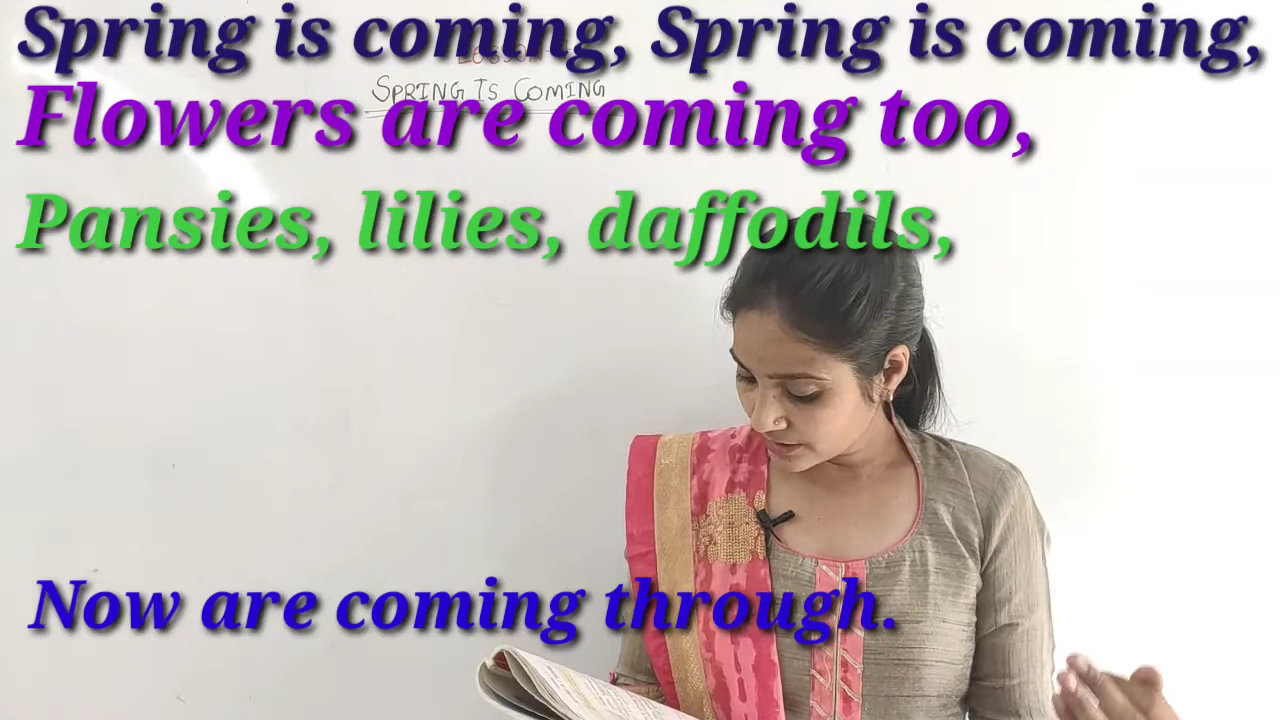 Spring is coming, Spring is coming,
SPRING IS COMING
Flowers are coming too,
Pansies, lilies, daffodils,
Now are coming through.